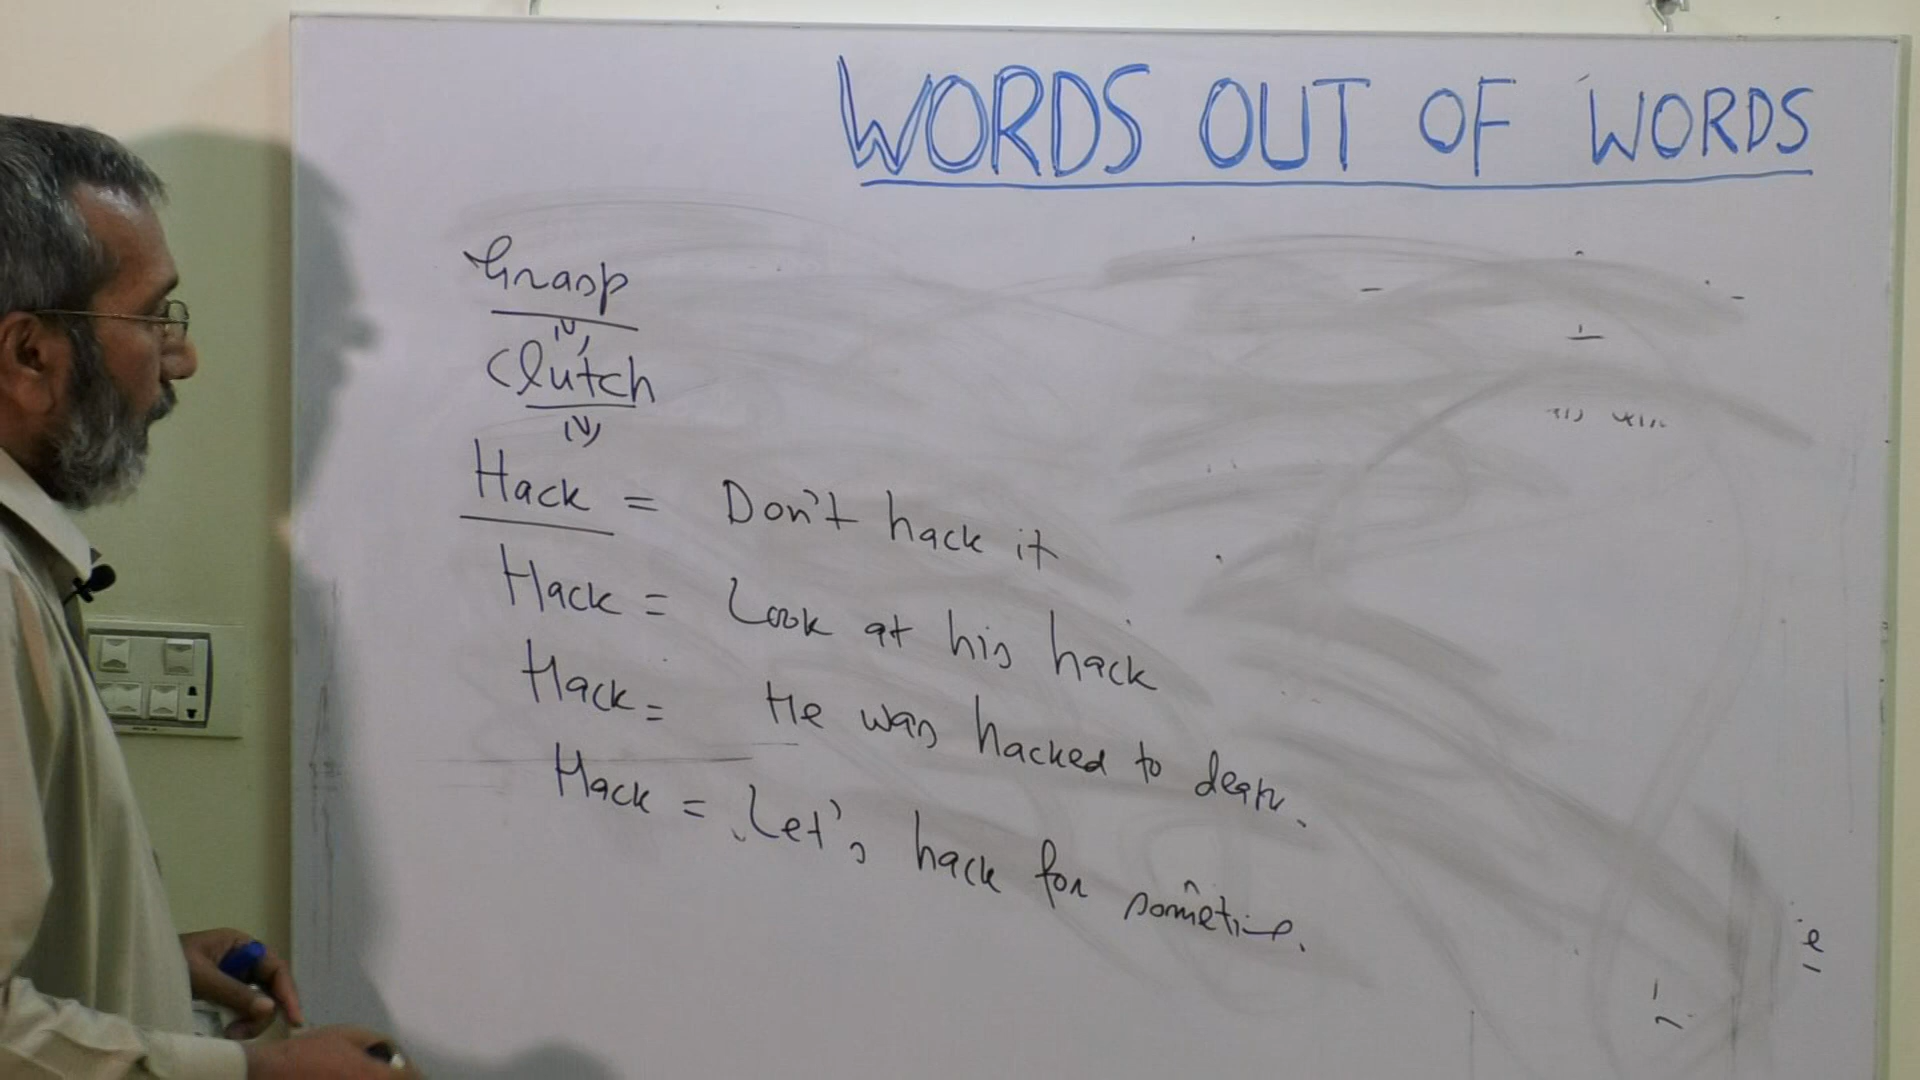 WORDS OUT OF WORDS
Grasp
(V)
Clutch
(V)
Hack = Don't hack it
Hack = Look at his hack
Hack = He was hacked to death.
Hack = Let's hack for sometime.